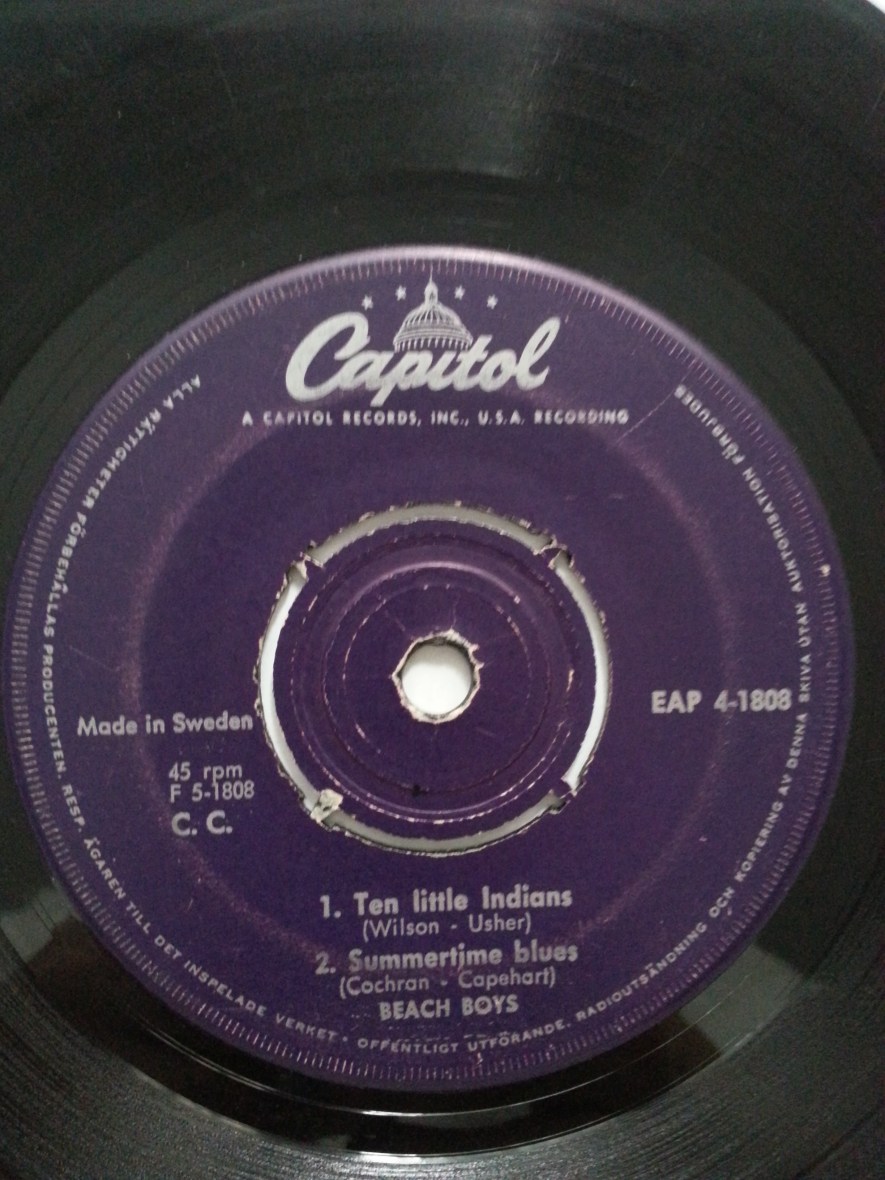 Capitol
A CAPITOL RECORDS, INC., U.S.A. RECORDING
EAP 4-1808
Made in Sweden
45 rpm
F 5-1808
C. C.
1. Ten little Indians
(Wilson - Usher)
2. Summertime blues
(Cochran - Capehart)
BEACH BOYS
ALLA RÄTTIGHETER FÖRBEHÅLLAS PRODUCENTEN. RESP. ÄGAREN TILL DET INSPELADE VERKET - OFFENTLIGT UTFÖRANDE. RADIOUTSÄNDNING OCH KOPIERING AV DENNA SKIVA UTAN AUKTORISATION FÖRBJUDES